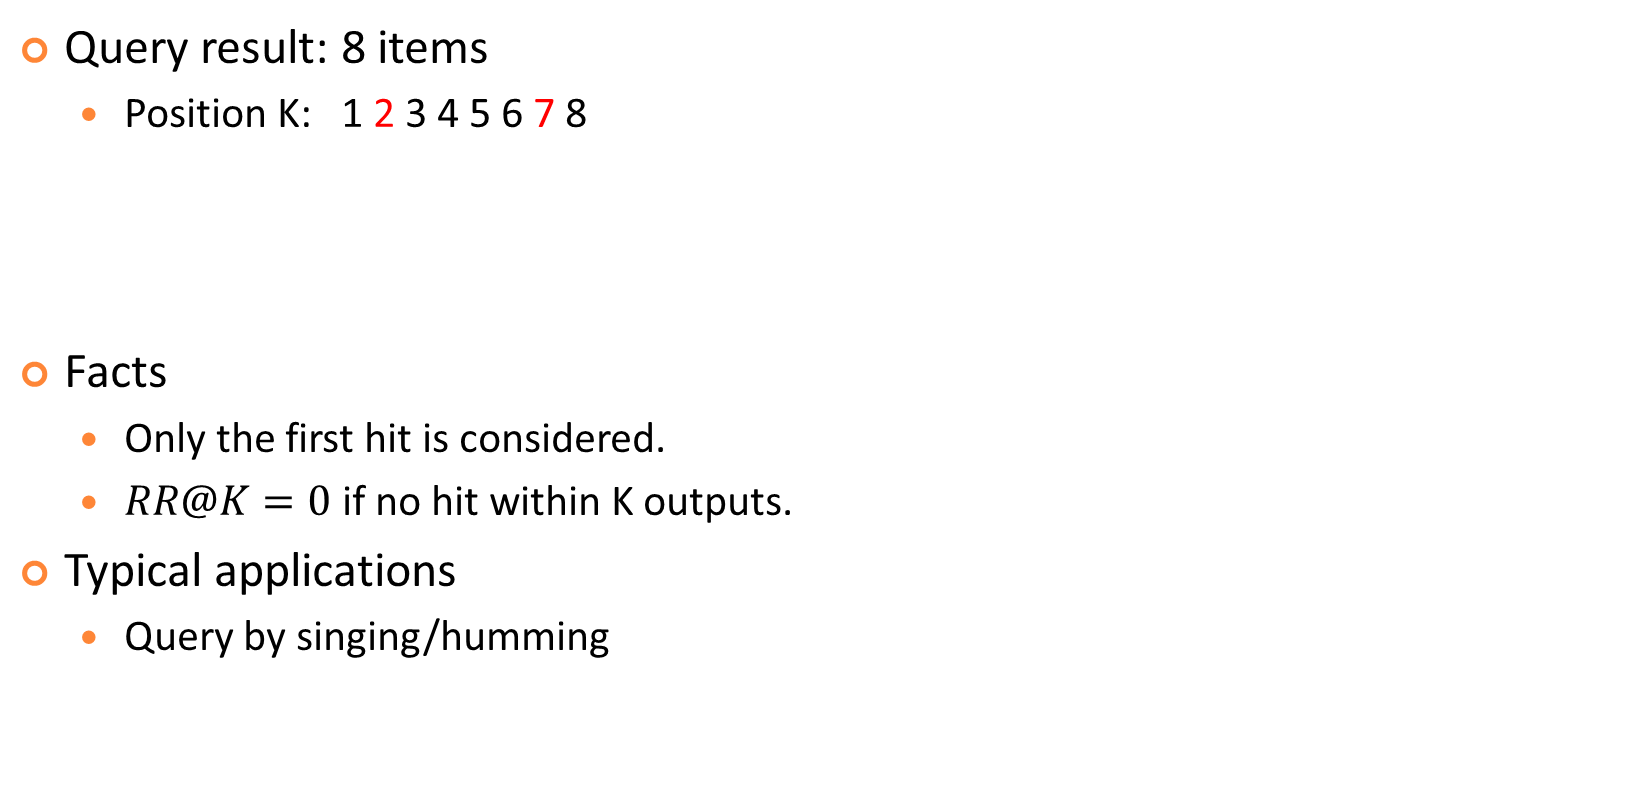 Query result: 8 items
Position K: 1 2 3 4 5 6 7 8
Facts
Only the first hit is considered.
RR@K = 0 if no hit within K outputs.
Typical applications
Query by singing/humming